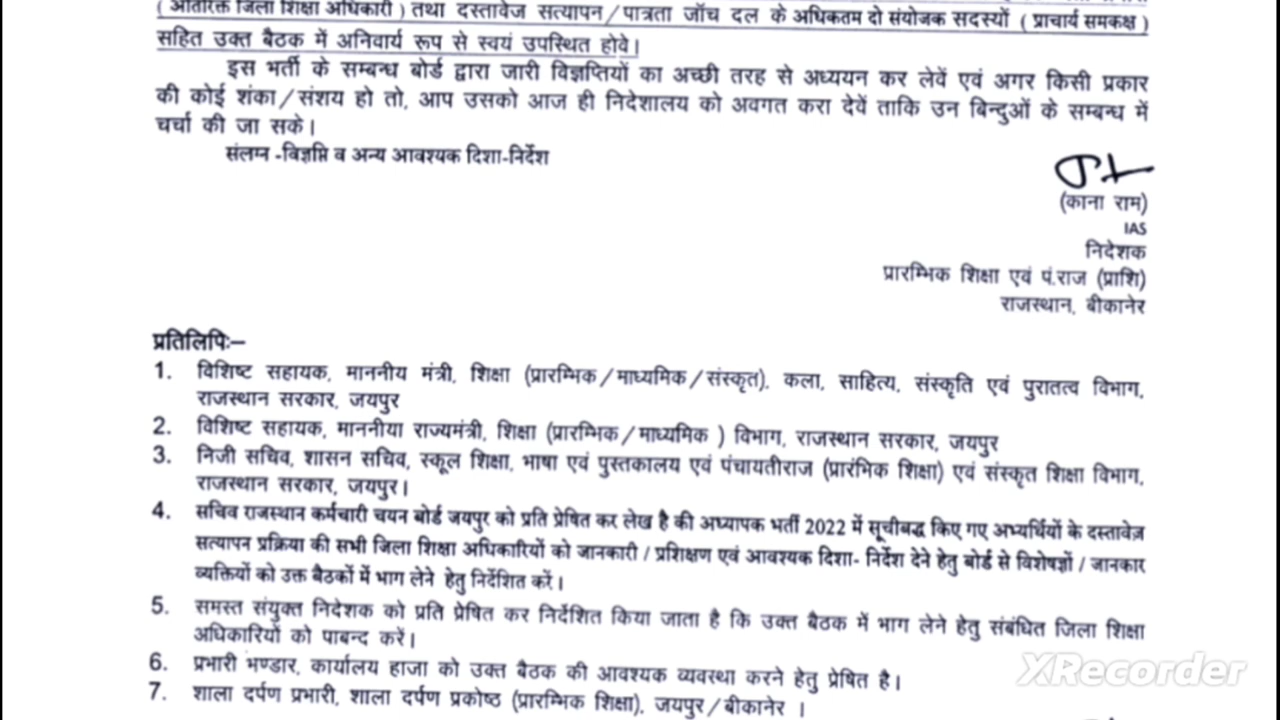 ( अतिरिक्त जिला शिक्षा अधिकारी ) तथा दस्तावेज सत्यापन/पात्रता जॉच दल के अधिकतम दो संयोजक सदस्यों ( प्राचार्य समकक्ष )
सहित उक्त बैठक में अनिवार्य रूप से स्वयं उपस्थित होवे।
इस भर्ती के सम्बन्ध बोर्ड द्वारा जारी विज्ञप्तियों का अच्छी तरह से अध्ययन कर लेवें एवं अगर किसी प्रकार
की कोई शंका/संशय हो तो, आप उसको आज ही निदेशालय को अवगत करा देवें ताकि उन बिन्दुओं के सम्बन्ध में
चर्चा की जा सके।
संलग्न -विज्ञप्ति व अन्य आवश्यक दिशा-निर्देश
(काना राम)
IAS
निदेशक
प्रारम्भिक शिक्षा एवं पं.राज (प्राशि)
राजस्थान, बीकानेर
प्रतिलिपिः–
1. विशिष्ट सहायक, माननीय मंत्री, शिक्षा (प्रारम्भिक/माध्यमिक/संस्कृत), कला, साहित्य, संस्कृति एवं पुरातत्व विभाग,
राजस्थान सरकार, जयपुर
2. विशिष्ट सहायक, माननीया राज्यमंत्री, शिक्षा (प्रारम्भिक/माध्यमिक ) विभाग, राजस्थान सरकार, जयपुर
3. निजी सचिव, शासन सचिव, स्कूल शिक्षा, भाषा एवं पुस्तकालय एवं पंचायतीराज (प्रारंभिक शिक्षा) एवं संस्कृत शिक्षा विभाग,
राजस्थान सरकार, जयपुर।
4. सचिव राजस्थान कर्मचारी चयन बोर्ड जयपुर को प्रति प्रेषित कर लेख है की अध्यापक भर्ती 2022 में सूचीबद्ध किए गए अभ्यर्थियों के दस्तावेज़
सत्यापन प्रक्रिया की सभी जिला शिक्षा अधिकारियों को जानकारी / प्रशिक्षण एवं आवश्यक दिशा- निर्देश देने हेतु बोर्ड से विशेषज्ञों / जानकार
व्यक्तियों को उक्त बैठकों में भाग लेने हेतु निर्देशित करें।
5. समस्त संयुक्त निदेशक को प्रति प्रेषित कर निर्देशित किया जाता है कि उक्त बैठक में भाग लेने हेतु संबंधित जिला शिक्षा
अधिकारियों को पाबन्द करें।
6. प्रभारी भण्डार, कार्यालय हाजा को उक्त बैठक की आवश्यक व्यवस्था करने हेतु प्रेषित है।
7. शाला दर्पण प्रभारी, शाला दर्पण प्रकोष्ठ (प्रारम्भिक शिक्षा), जयपुर/बीकानेर ।
XRecorder